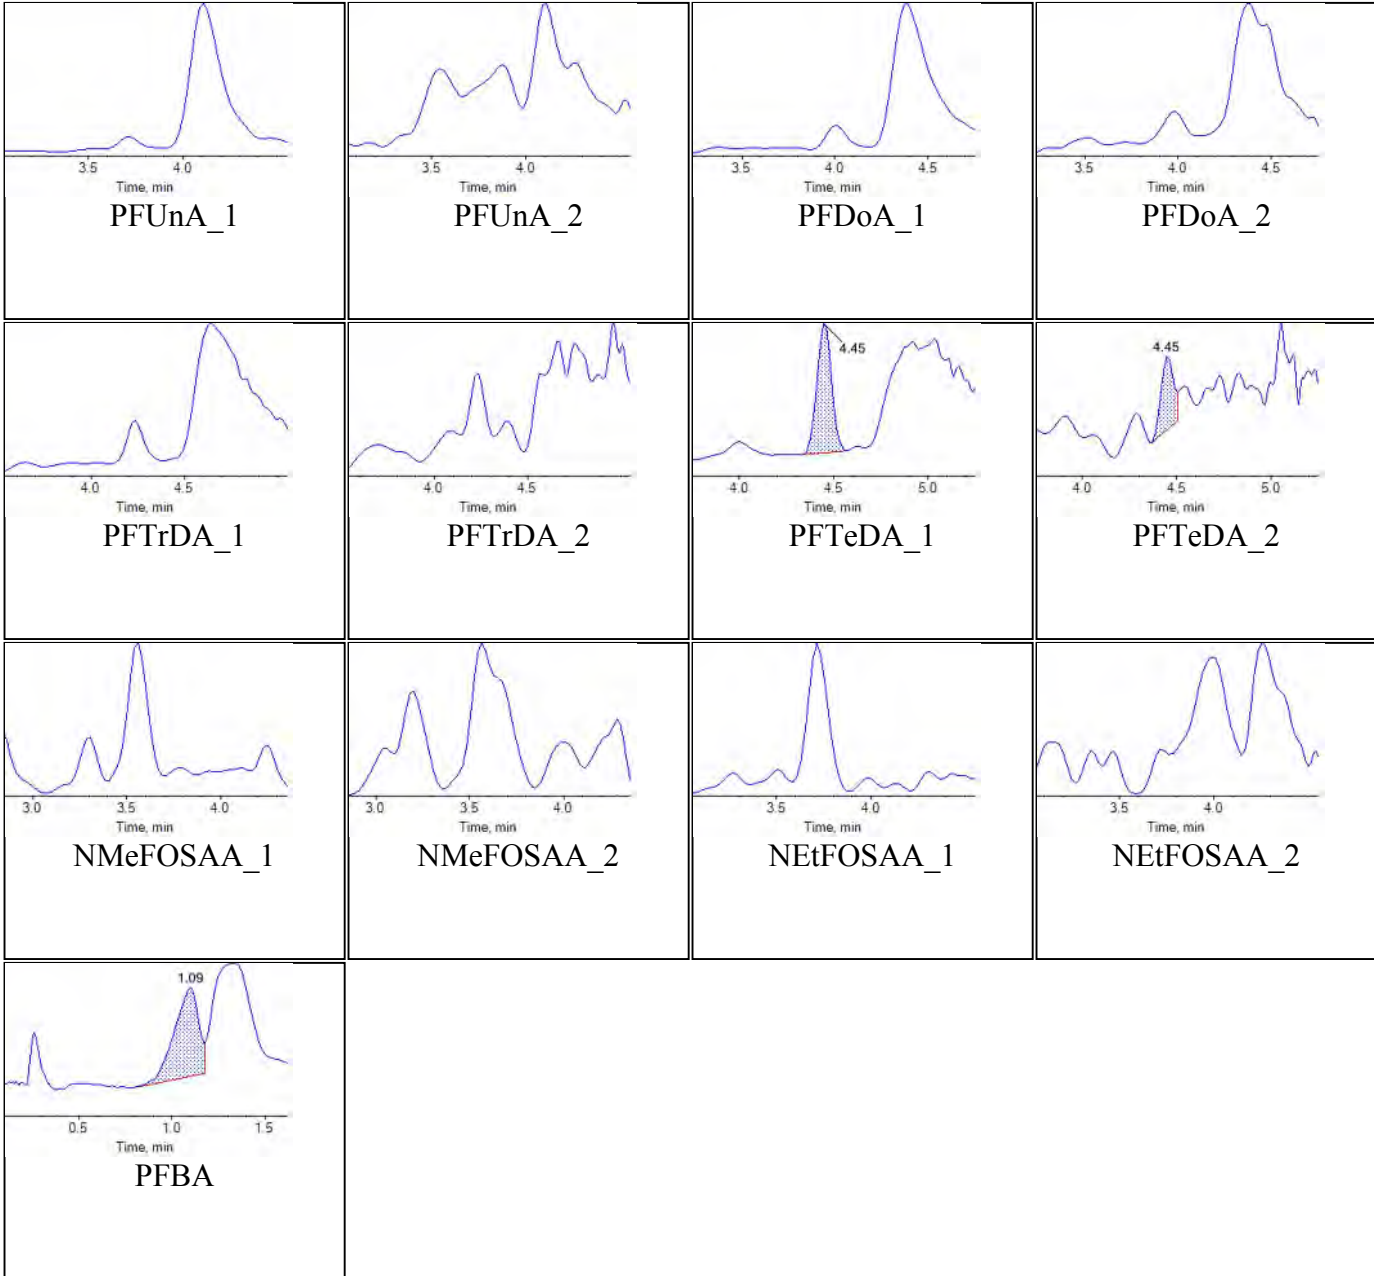 3.5 4.0
Time, min
PFUnA_1
3.5 4.0
Time, min
PFUnA_2
3.5 4.0 4.5
Time, min
PFDoA_1
3.5 4.0 4.5
Time, min
PFDoA_2
4.0 4.5
Time, min
PFTrDA_1
4.0 4.5
Time, min
PFTrDA_2
4.45
4.0 4.5 5.0
Time, min
PFTeDA_1
4.45
4.0 4.5 5.0
Time, min
PFTeDA_2
3.0 3.5 4.0
Time, min
NMeFOSAA_1
3.0 3.5 4.0
Time, min
NMeFOSAA_2
3.5 4.0
Time, min
NEtFOSAA_1
3.5 4.0
Time, min
NEtFOSAA_2
1.09
0.5 1.0 1.5
Time, min
PFBA